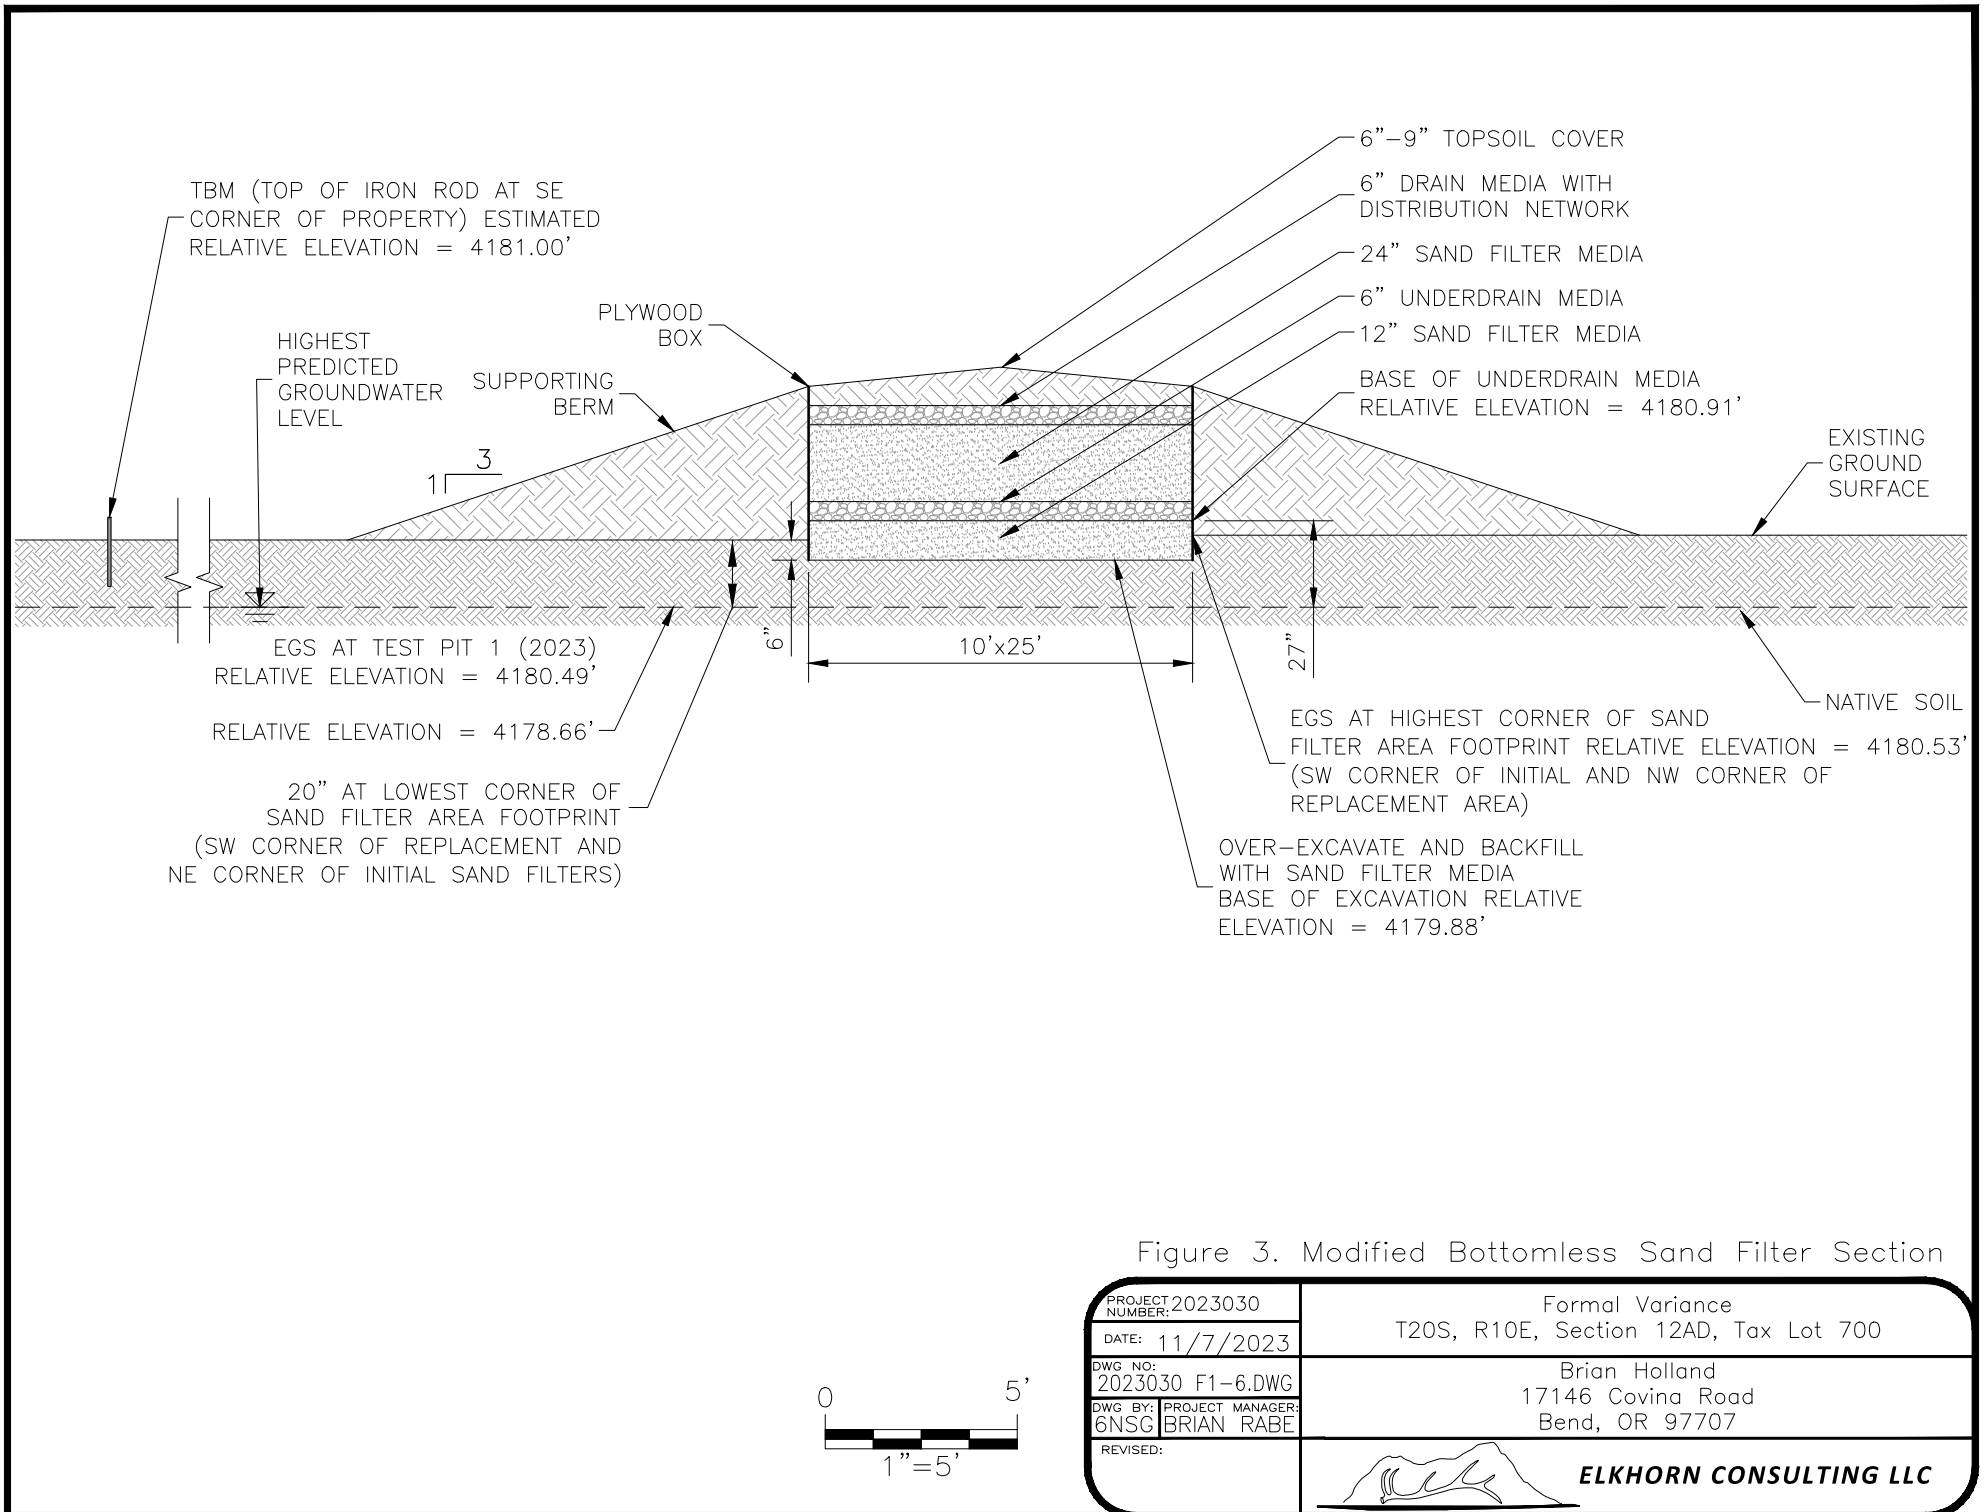 6”-9” TOPSOIL COVER
6” DRAIN MEDIA WITH
DISTRIBUTION NETWORK
24” SAND FILTER MEDIA
6” UNDERDRAIN MEDIA
12” SAND FILTER MEDIA
BASE OF UNDERDRAIN MEDIA
RELATIVE ELEVATION = 4180.91’
TBM (TOP OF IRON ROD AT SE
CORNER OF PROPERTY) ESTIMATED
RELATIVE ELEVATION = 4181.00’
PLYWOOD
BOX
HIGHEST
PREDICTED
GROUNDWATER
LEVEL
SUPPORTING
BERM
3
1
EXISTING
GROUND
SURFACE
EGS AT TEST PIT 1 (2023)
RELATIVE ELEVATION = 4180.49’
RELATIVE ELEVATION = 4178.66’
20” AT LOWEST CORNER OF
SAND FILTER AREA FOOTPRINT
(SW CORNER OF REPLACEMENT AND
NE CORNER OF INITIAL SAND FILTERS)
6”
10’x25’
27”
NATIVE SOIL
EGS AT HIGHEST CORNER OF SAND
FILTER AREA FOOTPRINT RELATIVE ELEVATION = 4180.53’
(SW CORNER OF INITIAL AND NW CORNER OF
REPLACEMENT AREA)
OVER-EXCAVATE AND BACKFILL
WITH SAND FILTER MEDIA
BASE OF EXCAVATION RELATIVE
ELEVATION = 4179.88’
0 5’
1”=5’
Figure 3. Modified Bottomless Sand Filter Section
PROJECT NUMBER: 2023030
DATE: 11/7/2023
DWG NO:
2023030 F1-6.DWG
DWG BY: PROJECT MANAGER:
6NSG BRIAN RABE
REVISED:
Formal Variance
T20S, R10E, Section 12AD, Tax Lot 700
Brian Holland
17146 Covina Road
Bend, OR 97707
ELKHORN CONSULTING LLC